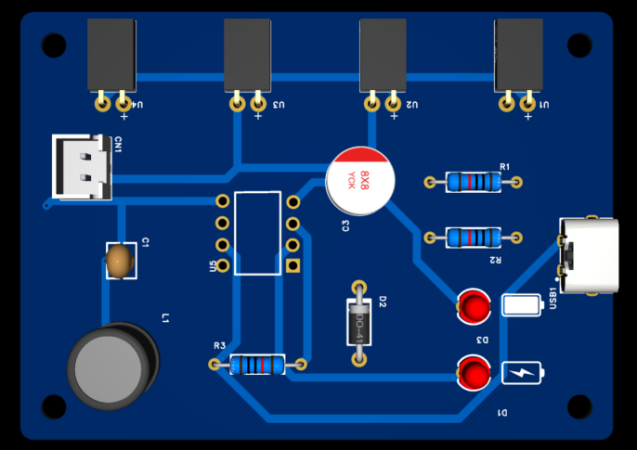 U4
U3
U2
U1
+
+
+
+
CN1
8X8
YCK
R1
C3
C1
U5
R2
USB1
D2
00-41
L1
R3
D3
D1